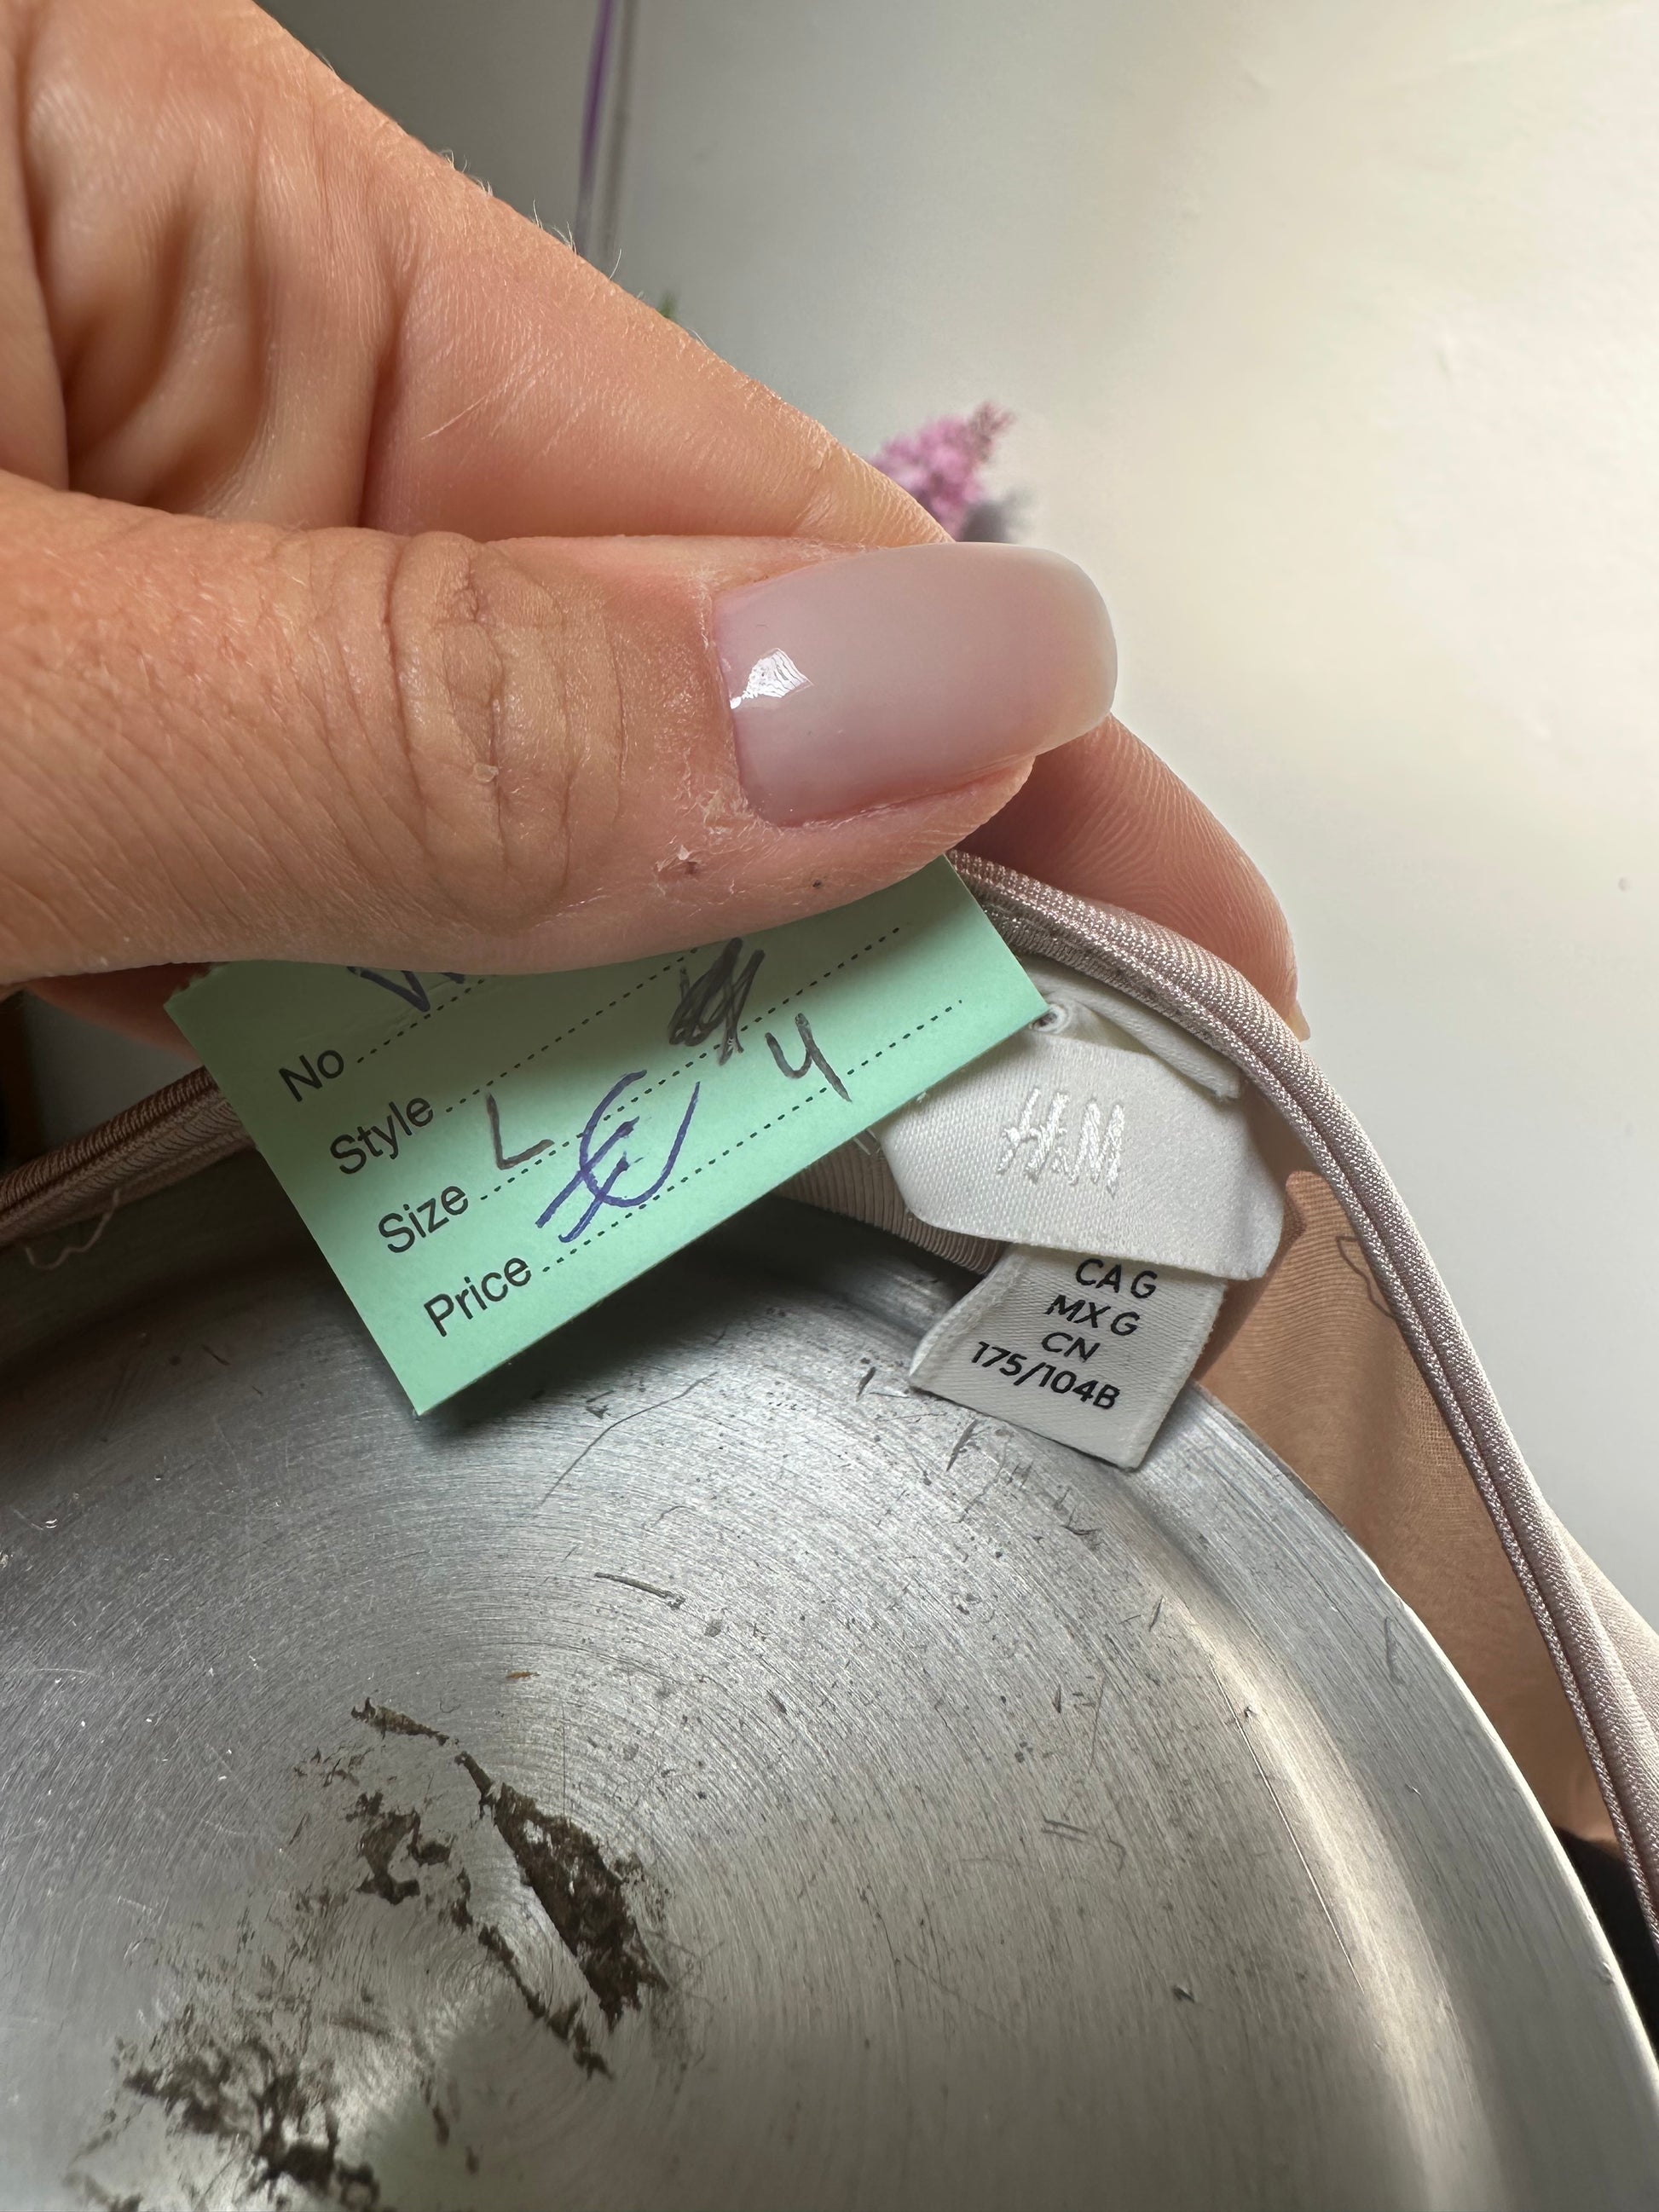 No
Style
Size L
Price € 4
H&M
CA G
MX G
CN
175/104B